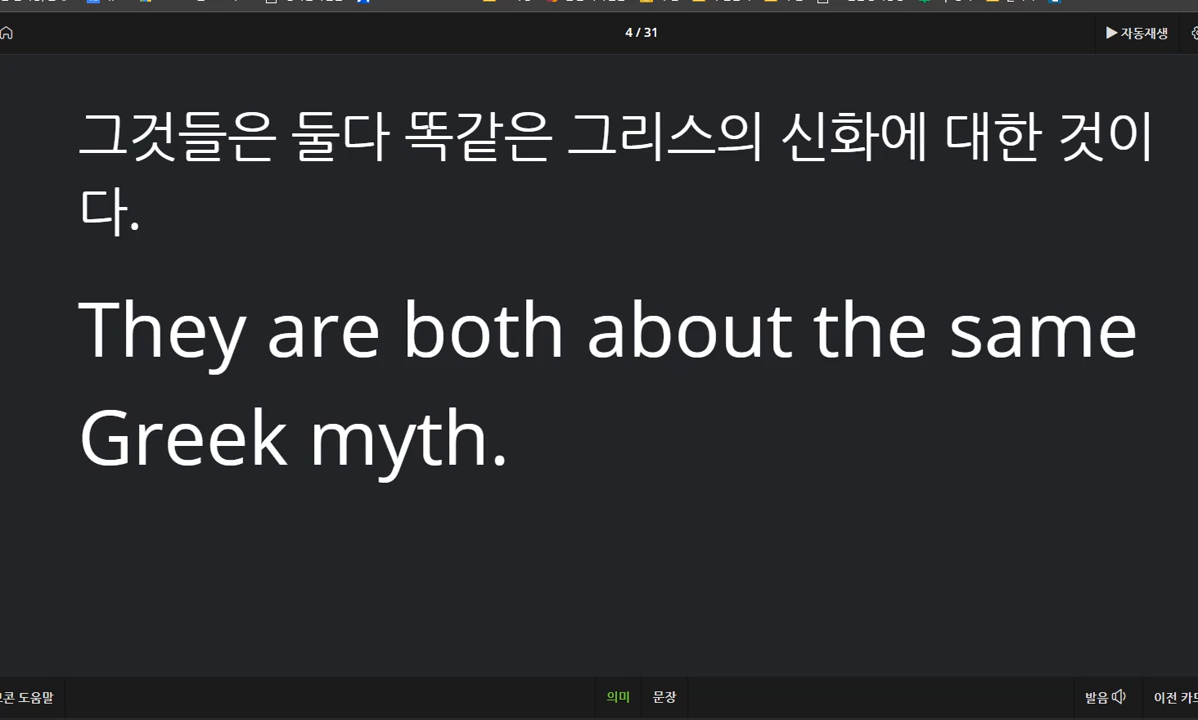 4 / 31
▶ 자동재생
그것들은 둘다 똑같은 그리스의 신화에 대한 것이
다.
They are both about the same
Greek myth.
도움말
의미
문장
발음
이전